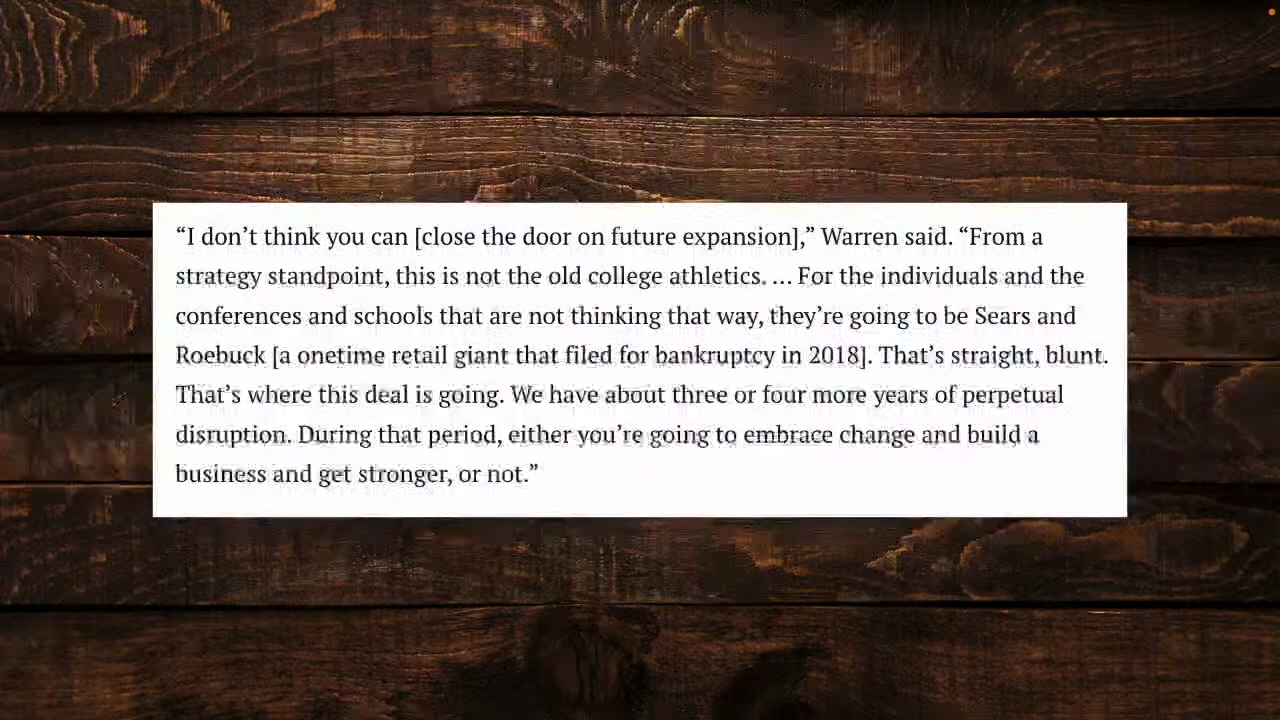 “I don’t think you can [close the door on future expansion],” Warren said. “From a
strategy standpoint, this is not the old college athletics. … For the individuals and the
conferences and schools that are not thinking that way, they’re going to be Sears and
Roebuck [a onetime retail giant that filed for bankruptcy in 2018]. That’s straight, blunt.
That’s where this deal is going. We have about three or four more years of perpetual
disruption. During that period, either you’re going to embrace change and build a
business and get stronger, or not.”